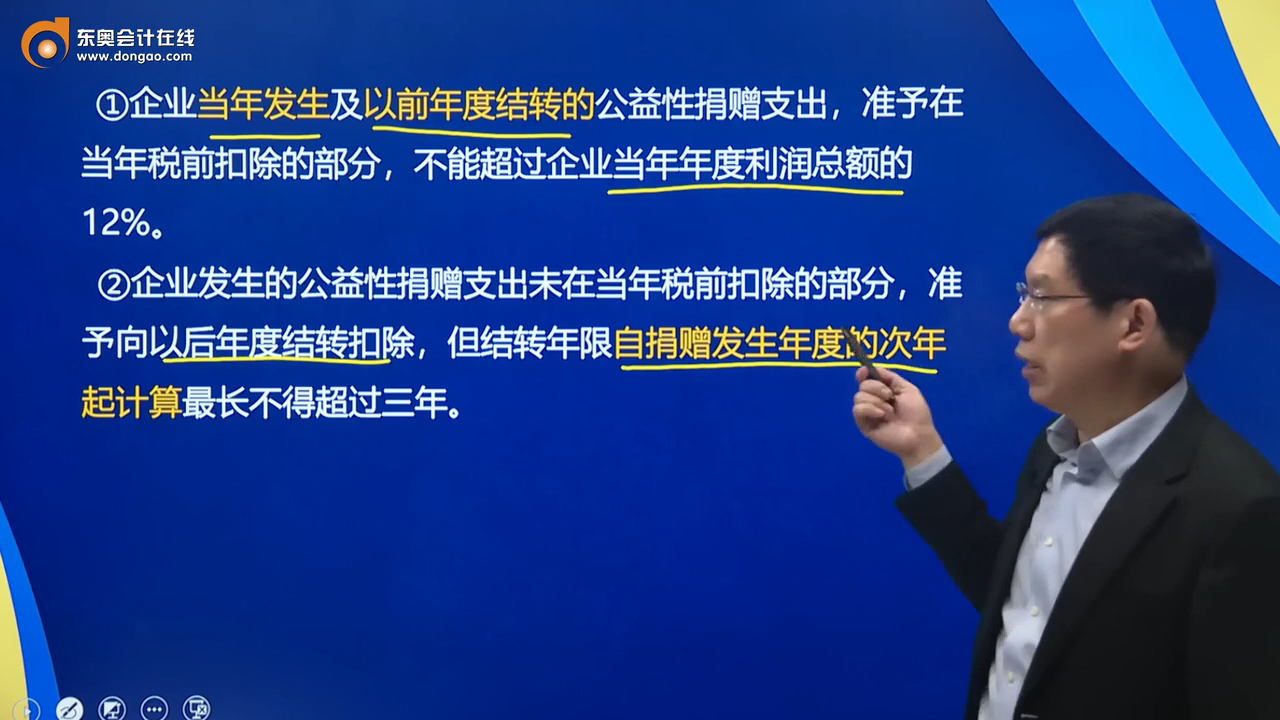 东奥会计在线
www.dongao.com
①企业当年发生及以前年度结转的公益性捐赠支出，准予在
当年税前扣除的部分，不能超过企业当年年度利润总额的
12%。
②企业发生的公益性捐赠支出未在当年税前扣除的部分，准
予向以后年度结转扣除，但结转年限自捐赠发生年度的次年
起计算最长不得超过三年。